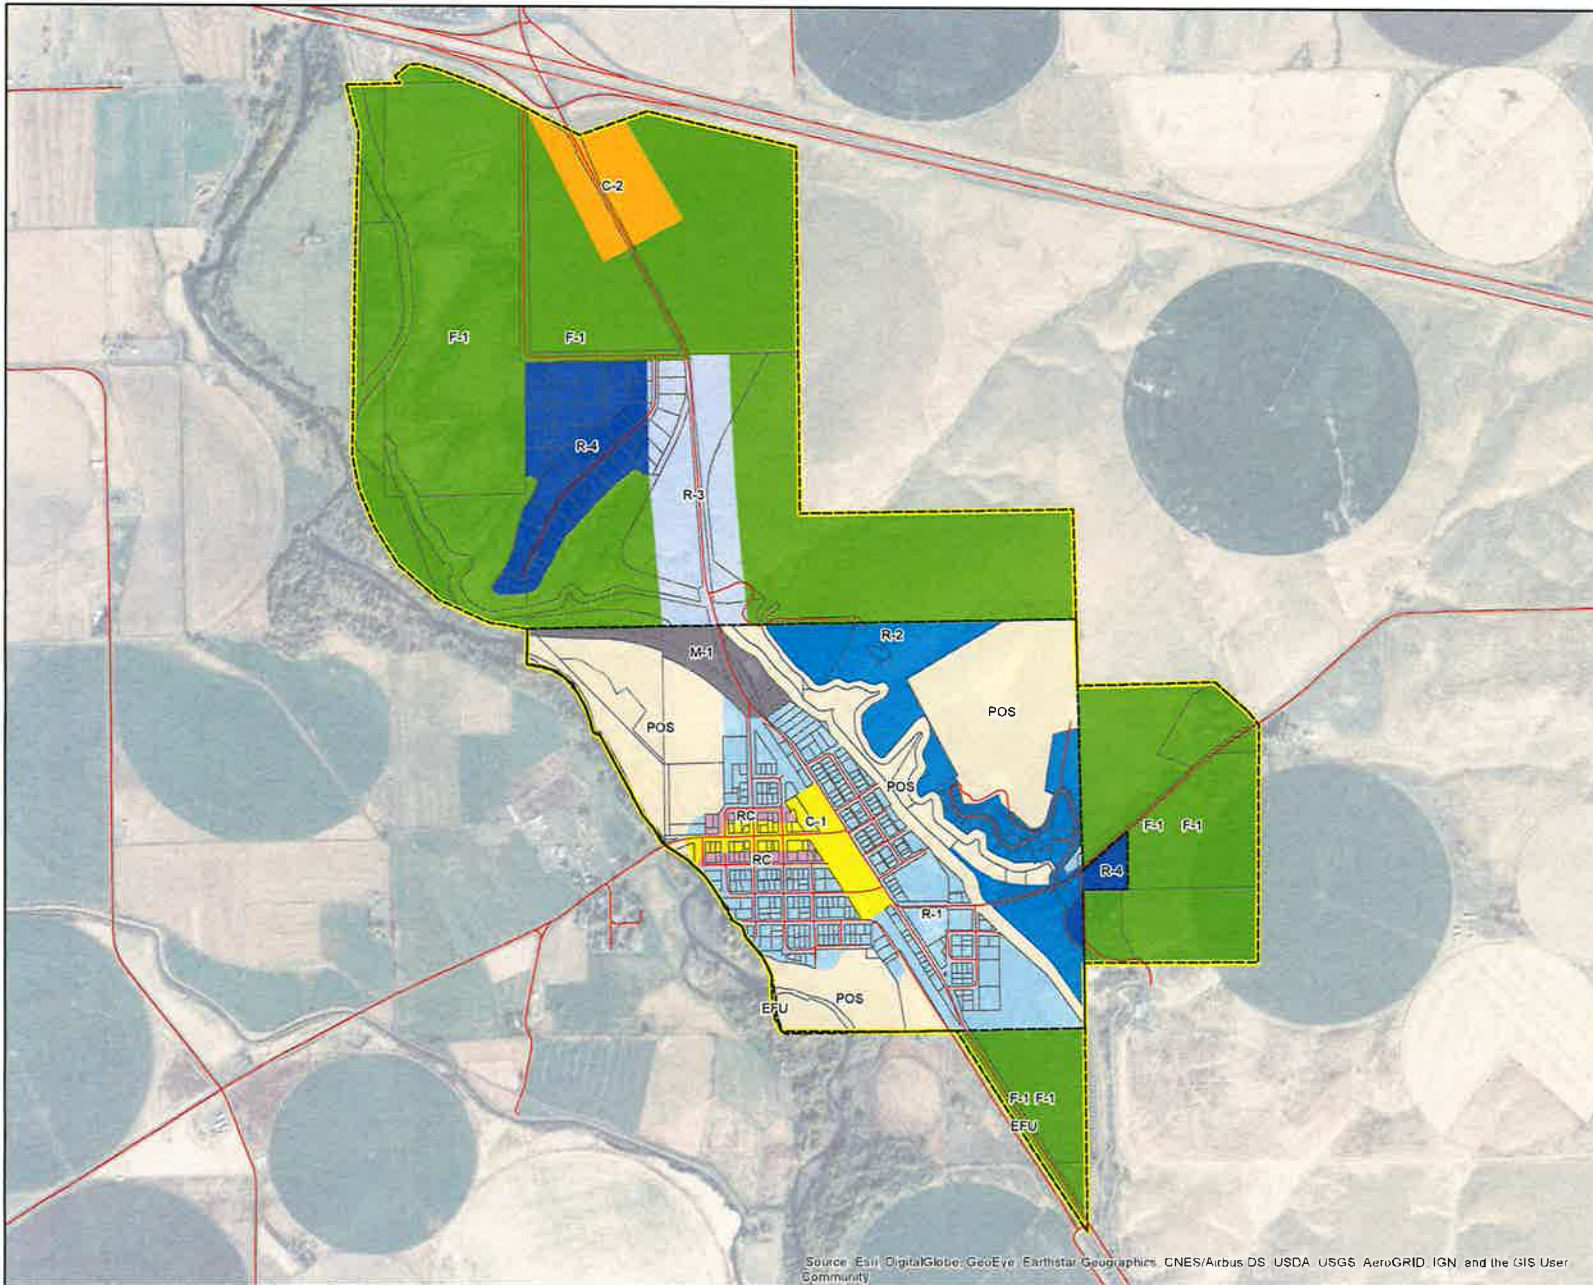 C-2
F-1
F-1
R-4
R-3
R-2
M-1
POS
POS
POS
RC
C-1
F-1
F-1
RC
R-4
R-1
POS
EFU
F-1
F-1
EFU
Source: Esri, DigitalGlobe, GeoEye, Earthstar Geographics, CNES/Airbus DS, USDA, USGS, AeroGRID, IGN, and the GIS User
Community